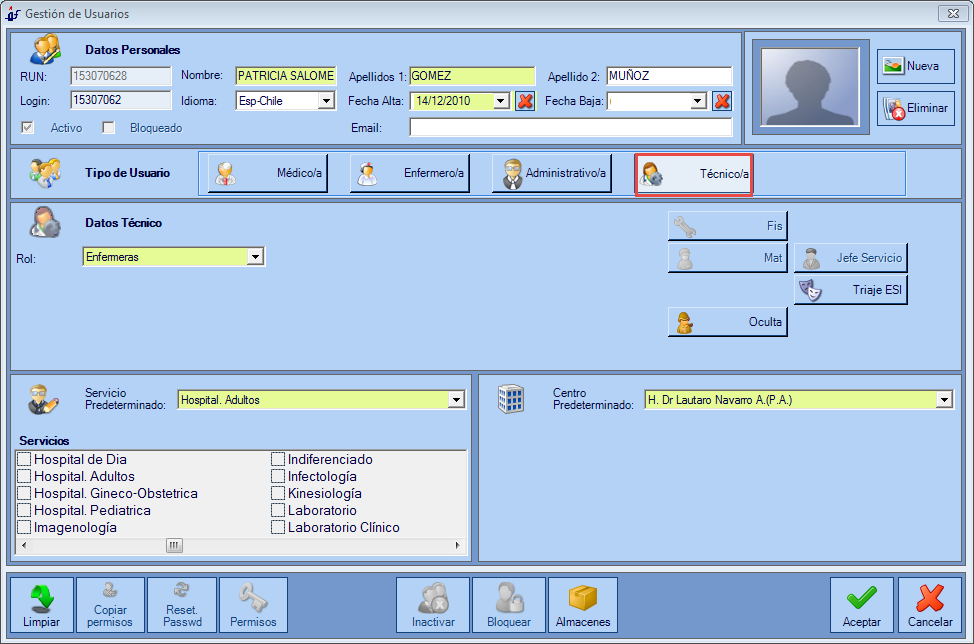 Gestión de Usuarios
Datos Personales
RUN: 153070628 Nombre: PATRICIA SALOME Apellidos 1: GOMEZ Apellido 2: MUÑOZ
Login: 15307062 Idioma: Esp-Chile Fecha Alta: 14/12/2010 Fecha Baja:
Activo Bloqueado Email:
Nueva
Eliminar
Tipo de Usuario Médico/a Enfermero/a Administrativo/a Técnico/a
Datos Técnico
Rol: Enfermeras
Fis
Mat Jefe Servicio
Triaje ESI
Oculta
Servicio
Predeterminado: Hospital. Adultos
Centro
Predeterminado: H. Dr Lautaro Navarro A.(P.A.)
Servicios
Hospital de Dia Indiferenciado
Hospital. Adultos Infectología
Hospital. Gineco-Obstetrica Kinesiología
Hospital. Pediatrica Laboratorio
Imagenología Laboratorio Clínico
Limpiar
Copiar
permisos
Reset.
Passwd
Permisos
Inactivar
Bloquear
Almacenes
Aceptar
Cancelar